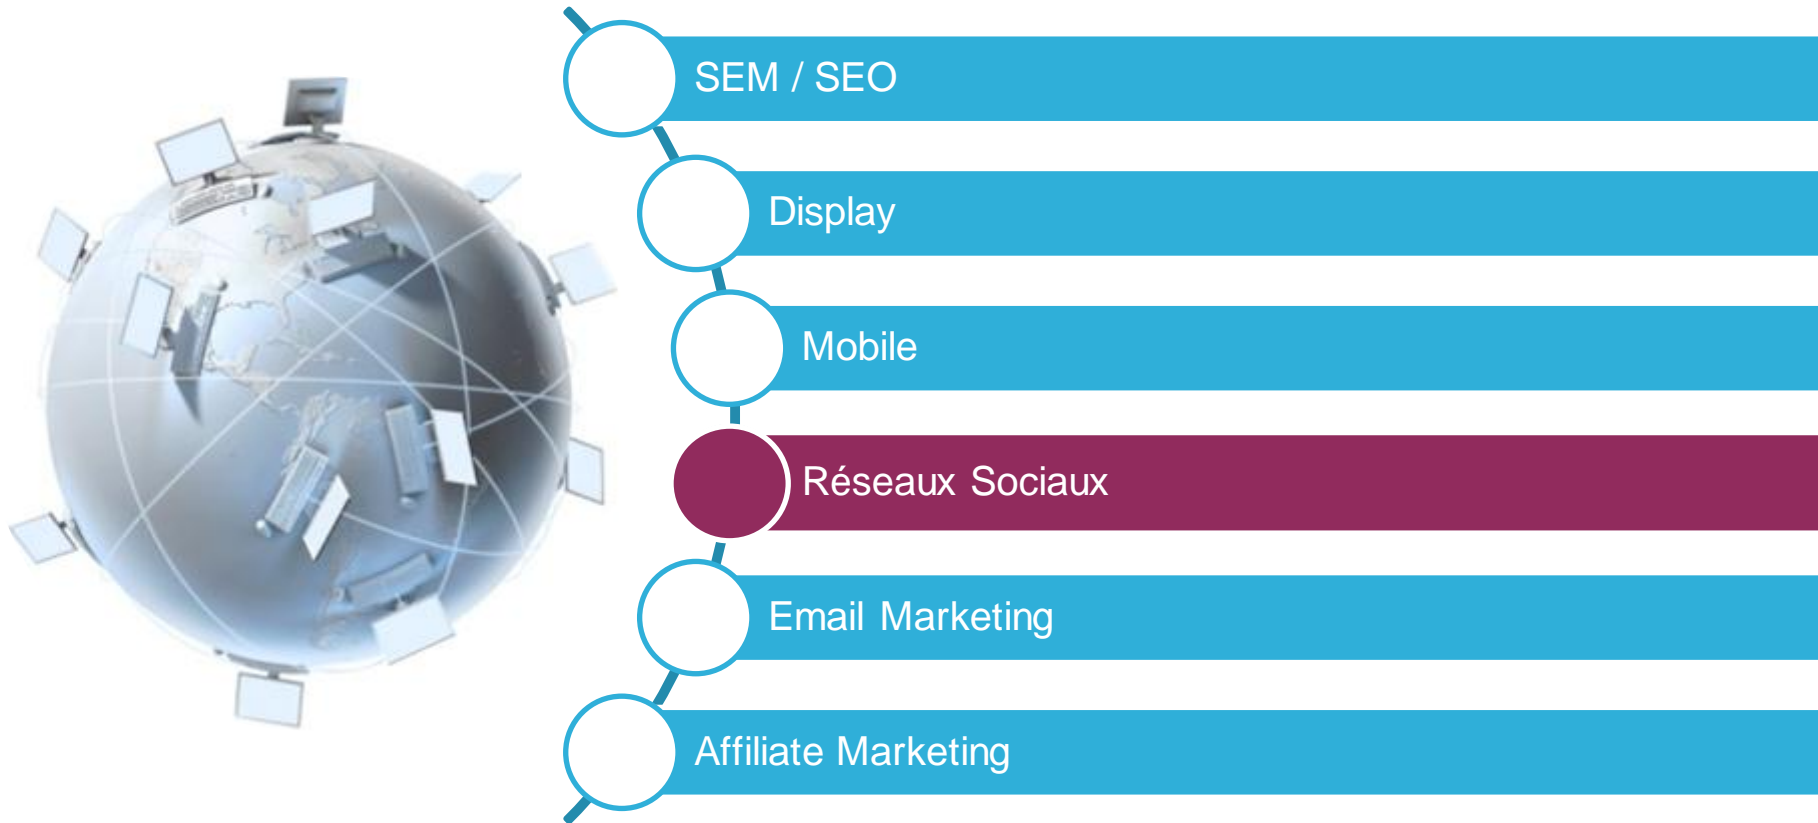 SEM / SEO
Display
Mobile
Réseaux Sociaux
Email Marketing
Affiliate Marketing